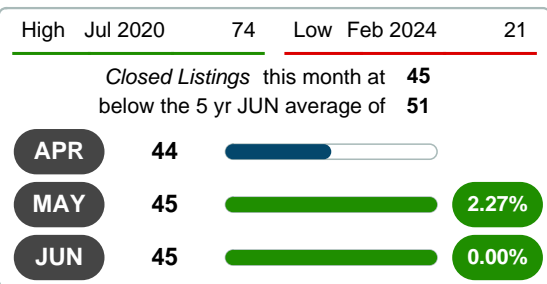 High Jul 2020 74 Low Feb 2024 21
Closed Listings this month at 45
below the 5 yr JUN average of 51
APR 44
MAY 45 2.27%
JUN 45 0.00%